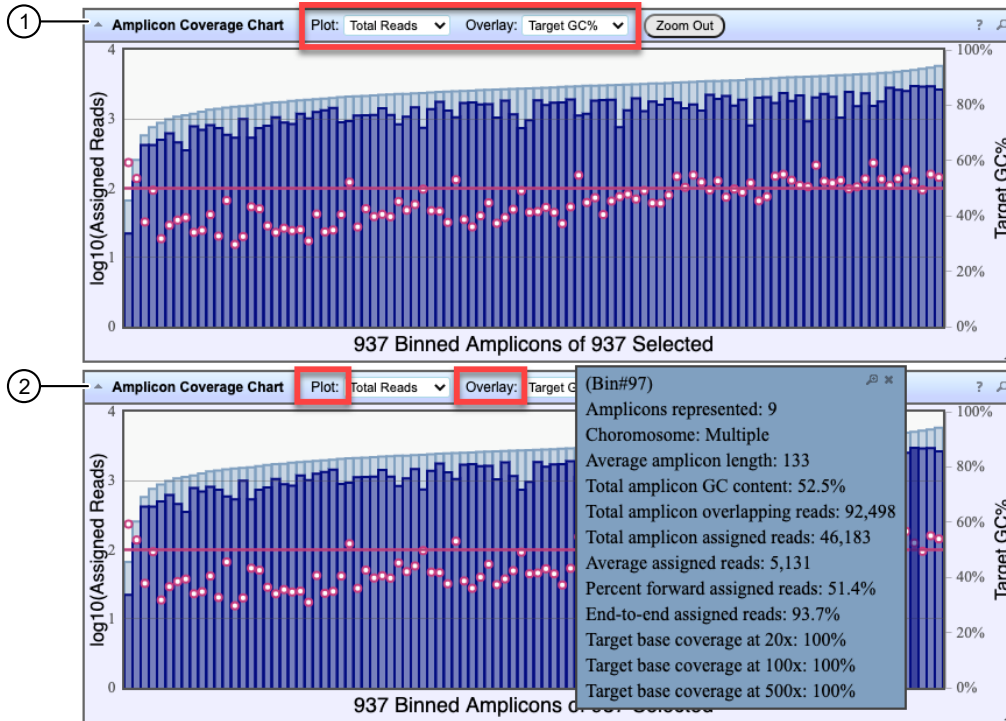 1
Amplicon Coverage Chart Plot: Total Reads Overlay: Target GC% Zoom Out ?
4 100%
3 80%
60%
2
40%
1
20%
0 0%
log10(Assigned Reads)
Target GC%
937 Binned Amplicons of 937 Selected
2
Amplicon Coverage Chart Plot: Total Reads Overlay: Target G ?
4 100%
3 80%
60%
2
40%
1
20%
0 0%
log10(Assigned Reads)
Target GC%
(Bin#97)
Amplicons represented: 9
Choromosome: Multiple
Average amplicon length: 133
Total amplicon GC content: 52.5%
Total amplicon overlapping reads: 92,498
Total amplicon assigned reads: 46,183
Average assigned reads: 5,131
Percent forward assigned reads: 51.4%
End-to-end assigned reads: 93.7%
Target base coverage at 20x: 100%
Target base coverage at 100x: 100%
Target base coverage at 500x: 100%
937 Binned Amplicons of 937 Selected